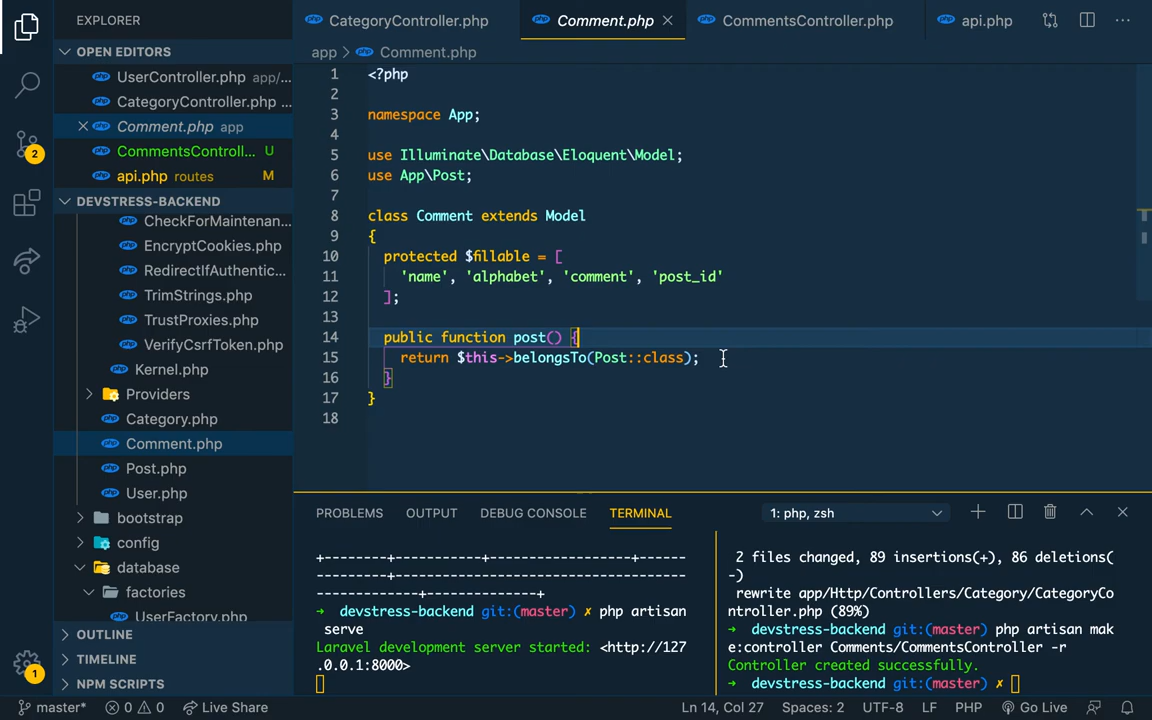 EXPLORER
OPEN EDITORS
UserController.php app/...
CategoryController.php ...
Comment.php app
CommentsControll... U
api.php routes M
DEVSTRESS-BACKEND
CheckForMaintenan...
EncryptCookies.php
RedirectIfAuthentic...
TrimStrings.php
TrustProxies.php
VerifyCsrfToken.php
Kernel.php
Providers
Category.php
Comment.php
Post.php
User.php
bootstrap
config
database
factories
UserFactory.php
OUTLINE
TIMELINE
NPM SCRIPTS
2
1
CategoryController.php
Comment.php
CommentsController.php
api.php
...
app > Comment.php
1 <?php
2
3 namespace App;
4
5 use Illuminate\Database\Eloquent\Model;
6 use App\Post;
7
8 class Comment extends Model
9 {
10 protected $fillable = [
11 'name', 'alphabet', 'comment', 'post_id'
12 ];
13
14 public function post() {
15 return $this->belongsTo(Post::class);
16 }
17 }
18
PROBLEMS OUTPUT DEBUG CONSOLE TERMINAL
1: php, zsh
+--------+-----------+------------------+------
---------------+------------------------------
---------------+--------------+
→ devstress-backend git:(master) ✗ php artisan
serve
Laravel development server started: <http://127
.0.0.1:8000>
2 files changed, 89 insertions(+), 86 deletions(
-)
rewrite app/Http/Controllers/Category/CategoryCo
ntroller.php (89%)
→ devstress-backend git:(master) php artisan mak
e:controller Comments/CommentsController -r
Controller created successfully.
→ devstress-backend git:(master) ✗
master* 0 0 Live Share
Ln 14, Col 27 Spaces: 2 UTF-8 LF PHP Go Live